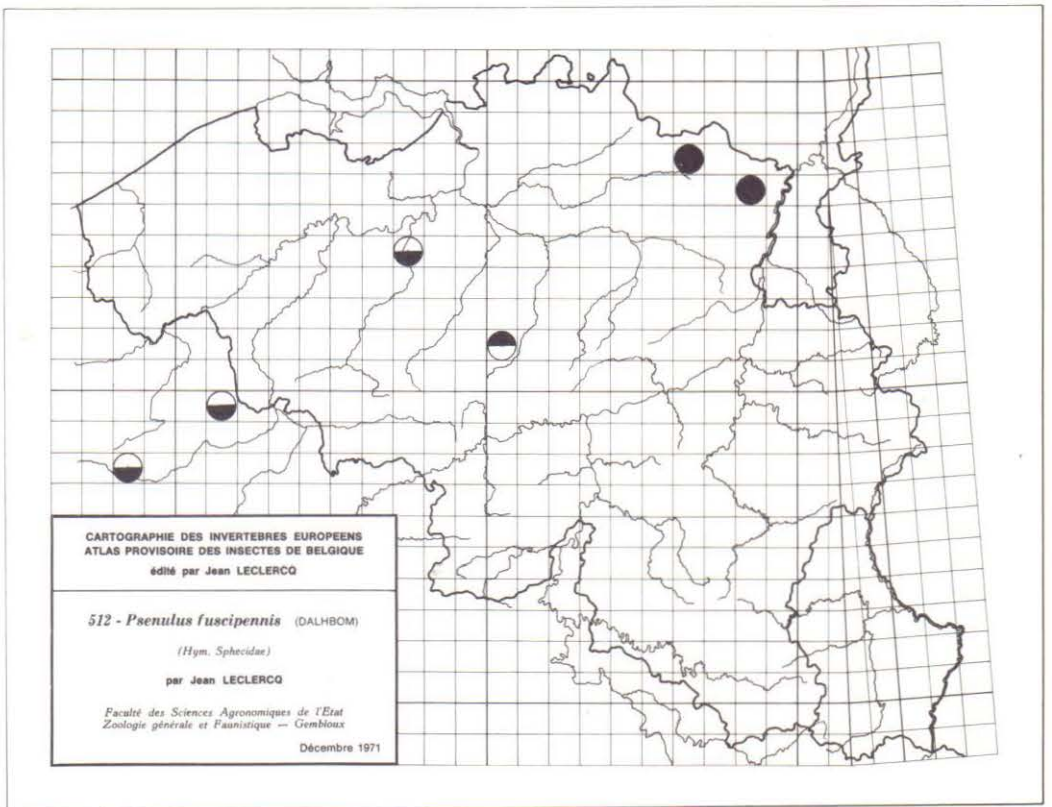 CARTOGRAPHIE DES INVERTEBRES EUROPEENS
ATLAS PROVISOIRE DES INSECTES DE BELGIQUE
édité par Jean LECLERCQ
512 - Psenulus fuscipennis (DALHBOM)
(Hym. Sphecidae)
par Jean LECLERCQ
Faculté des Sciences Agronomiques de l'Etat
Zoologie générale et Faunistique — Gembloux
Décembre 1971